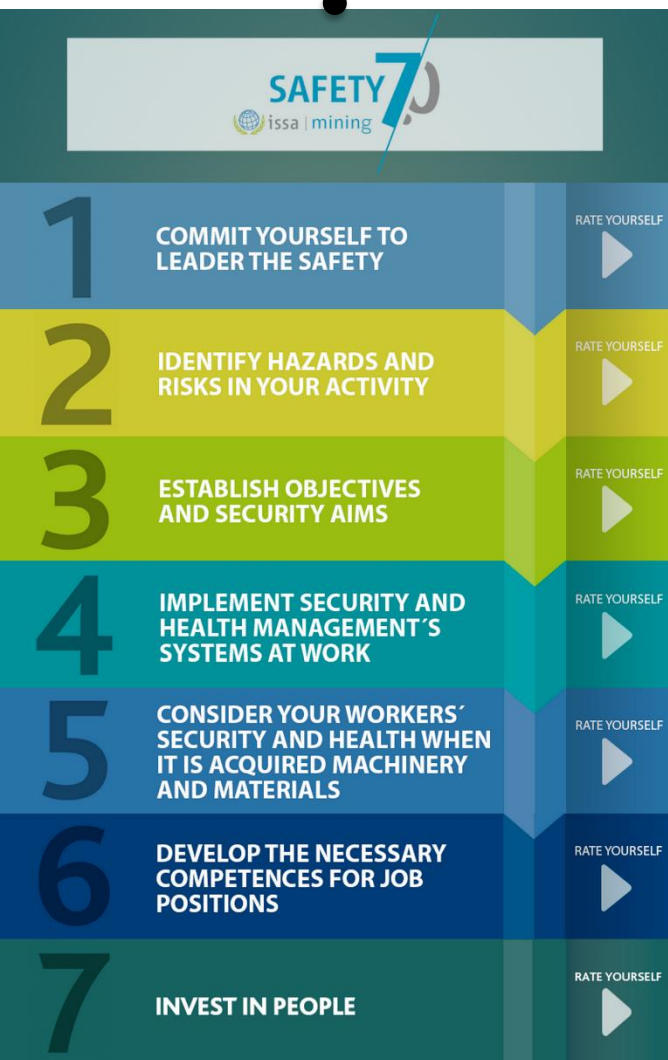 SAFETY 7.0
issa | mining
1
COMMIT YOURSELF TO
LEADER THE SAFETY
RATE YOURSELF
2
IDENTIFY HAZARDS AND
RISKS IN YOUR ACTIVITY
RATE YOURSELF
3
ESTABLISH OBJECTIVES
AND SECURITY AIMS
RATE YOURSELF
4
IMPLEMENT SECURITY AND
HEALTH MANAGEMENT´S
SYSTEMS AT WORK
RATE YOURSELF
5
CONSIDER YOUR WORKERS´
SECURITY AND HEALTH WHEN
IT IS ACQUIRED MACHINERY
AND MATERIALS
RATE YOURSELF
6
DEVELOP THE NECESSARY
COMPETENCES FOR JOB
POSITIONS
RATE YOURSELF
7
INVEST IN PEOPLE
RATE YOURSELF